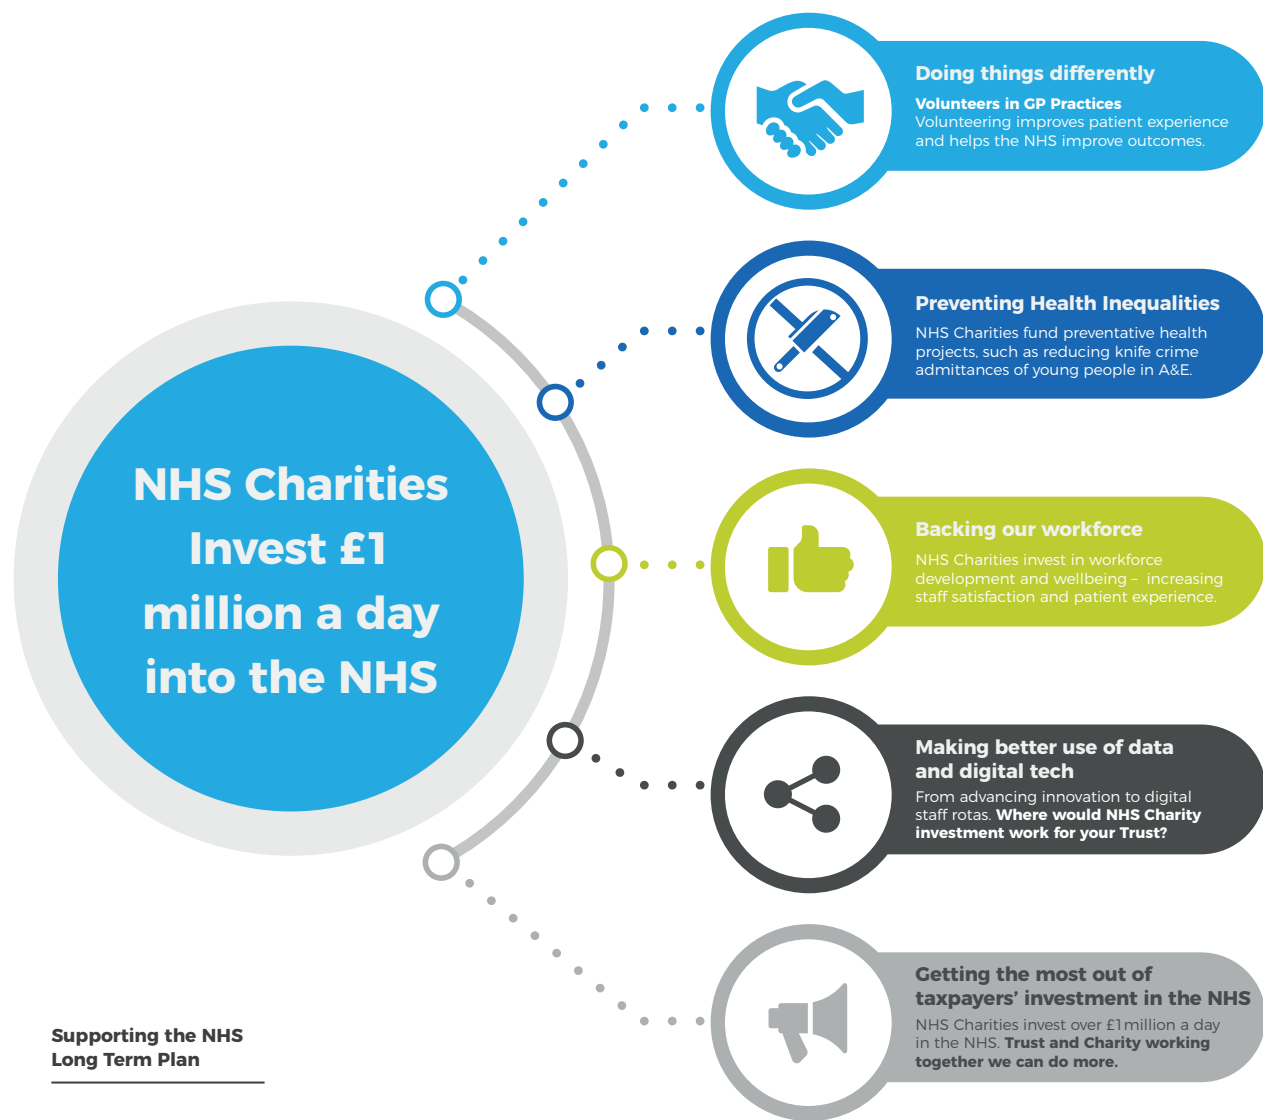 NHS Charities
Invest £1
million a day
into the NHS
Doing things differently
Volunteers in GP Practices
Volunteering improves patient experience
and helps the NHS improve outcomes.
Preventing Health Inequalities
NHS Charities fund preventative health
projects, such as reducing knife crime
admittances of young people in A&E.
Backing our workforce
NHS Charities invest in workforce
development and wellbeing – increasing
staff satisfaction and patient experience.
Making better use of data
and digital tech
From advancing innovation to digital
staff rotas. Where would NHS Charity
investment work for your Trust?
Getting the most out of
taxpayers' investment in the NHS
NHS Charities invest over £1 million a day
in the NHS. Trust and Charity working
together we can do more.
Supporting the NHS
Long Term Plan